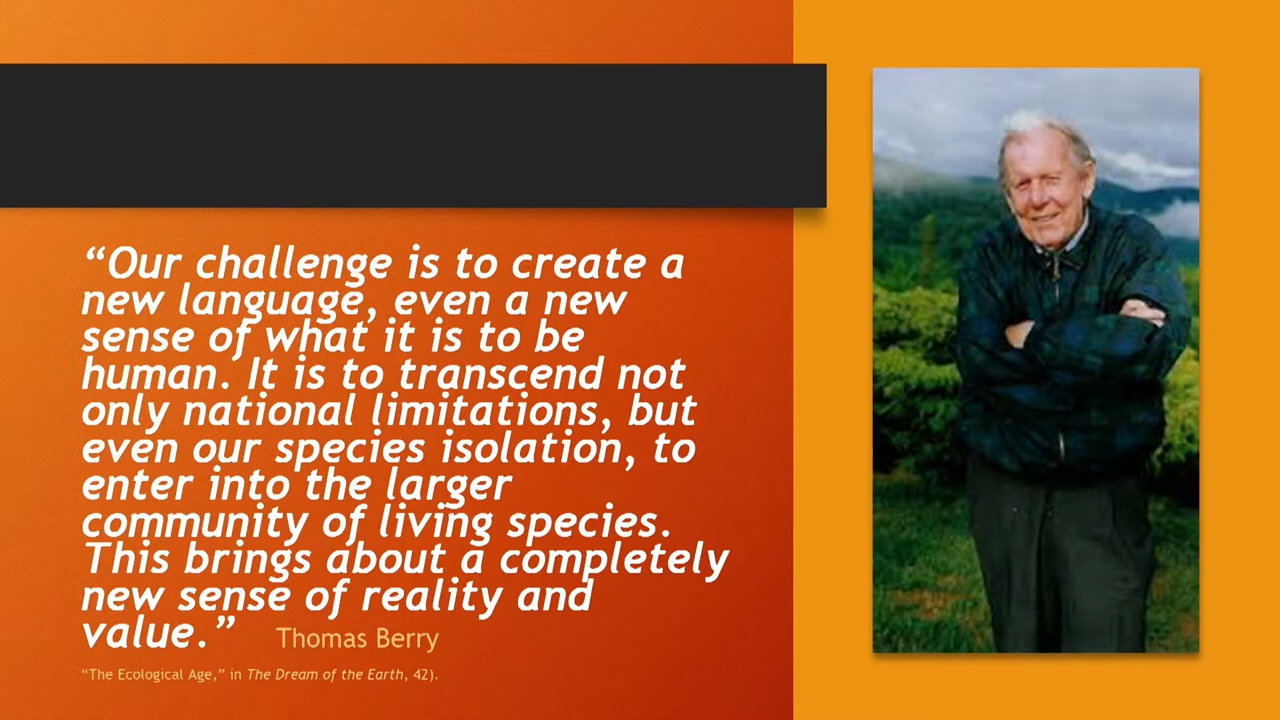 “Our challenge is to create a
new language, even a new
sense of what it is to be
human. It is to transcend not
only national limitations, but
even our species isolation, to
enter into the larger
community of living species.
This brings about a completely
new sense of reality and
value.” Thomas Berry
“The Ecological Age,” in The Dream of the Earth, 42).